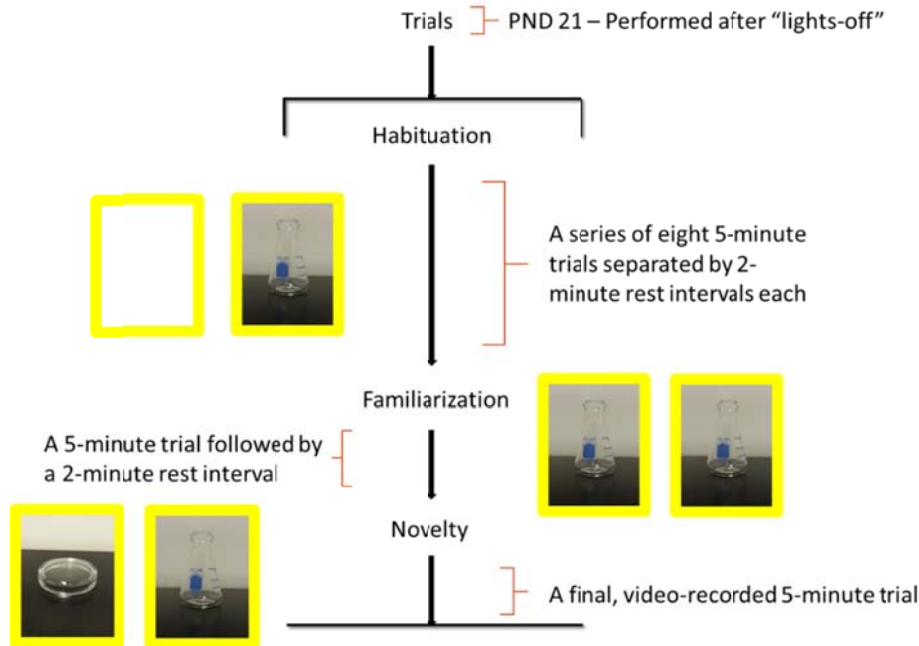 Trials
PND 21 – Performed after “lights-off”
Habituation
A series of eight 5-minute
trials separated by 2-
minute rest intervals each
Familiarization
A 5-minute trial followed by
a 2-minute rest interval
Novelty
A final, video-recorded 5-minute trial